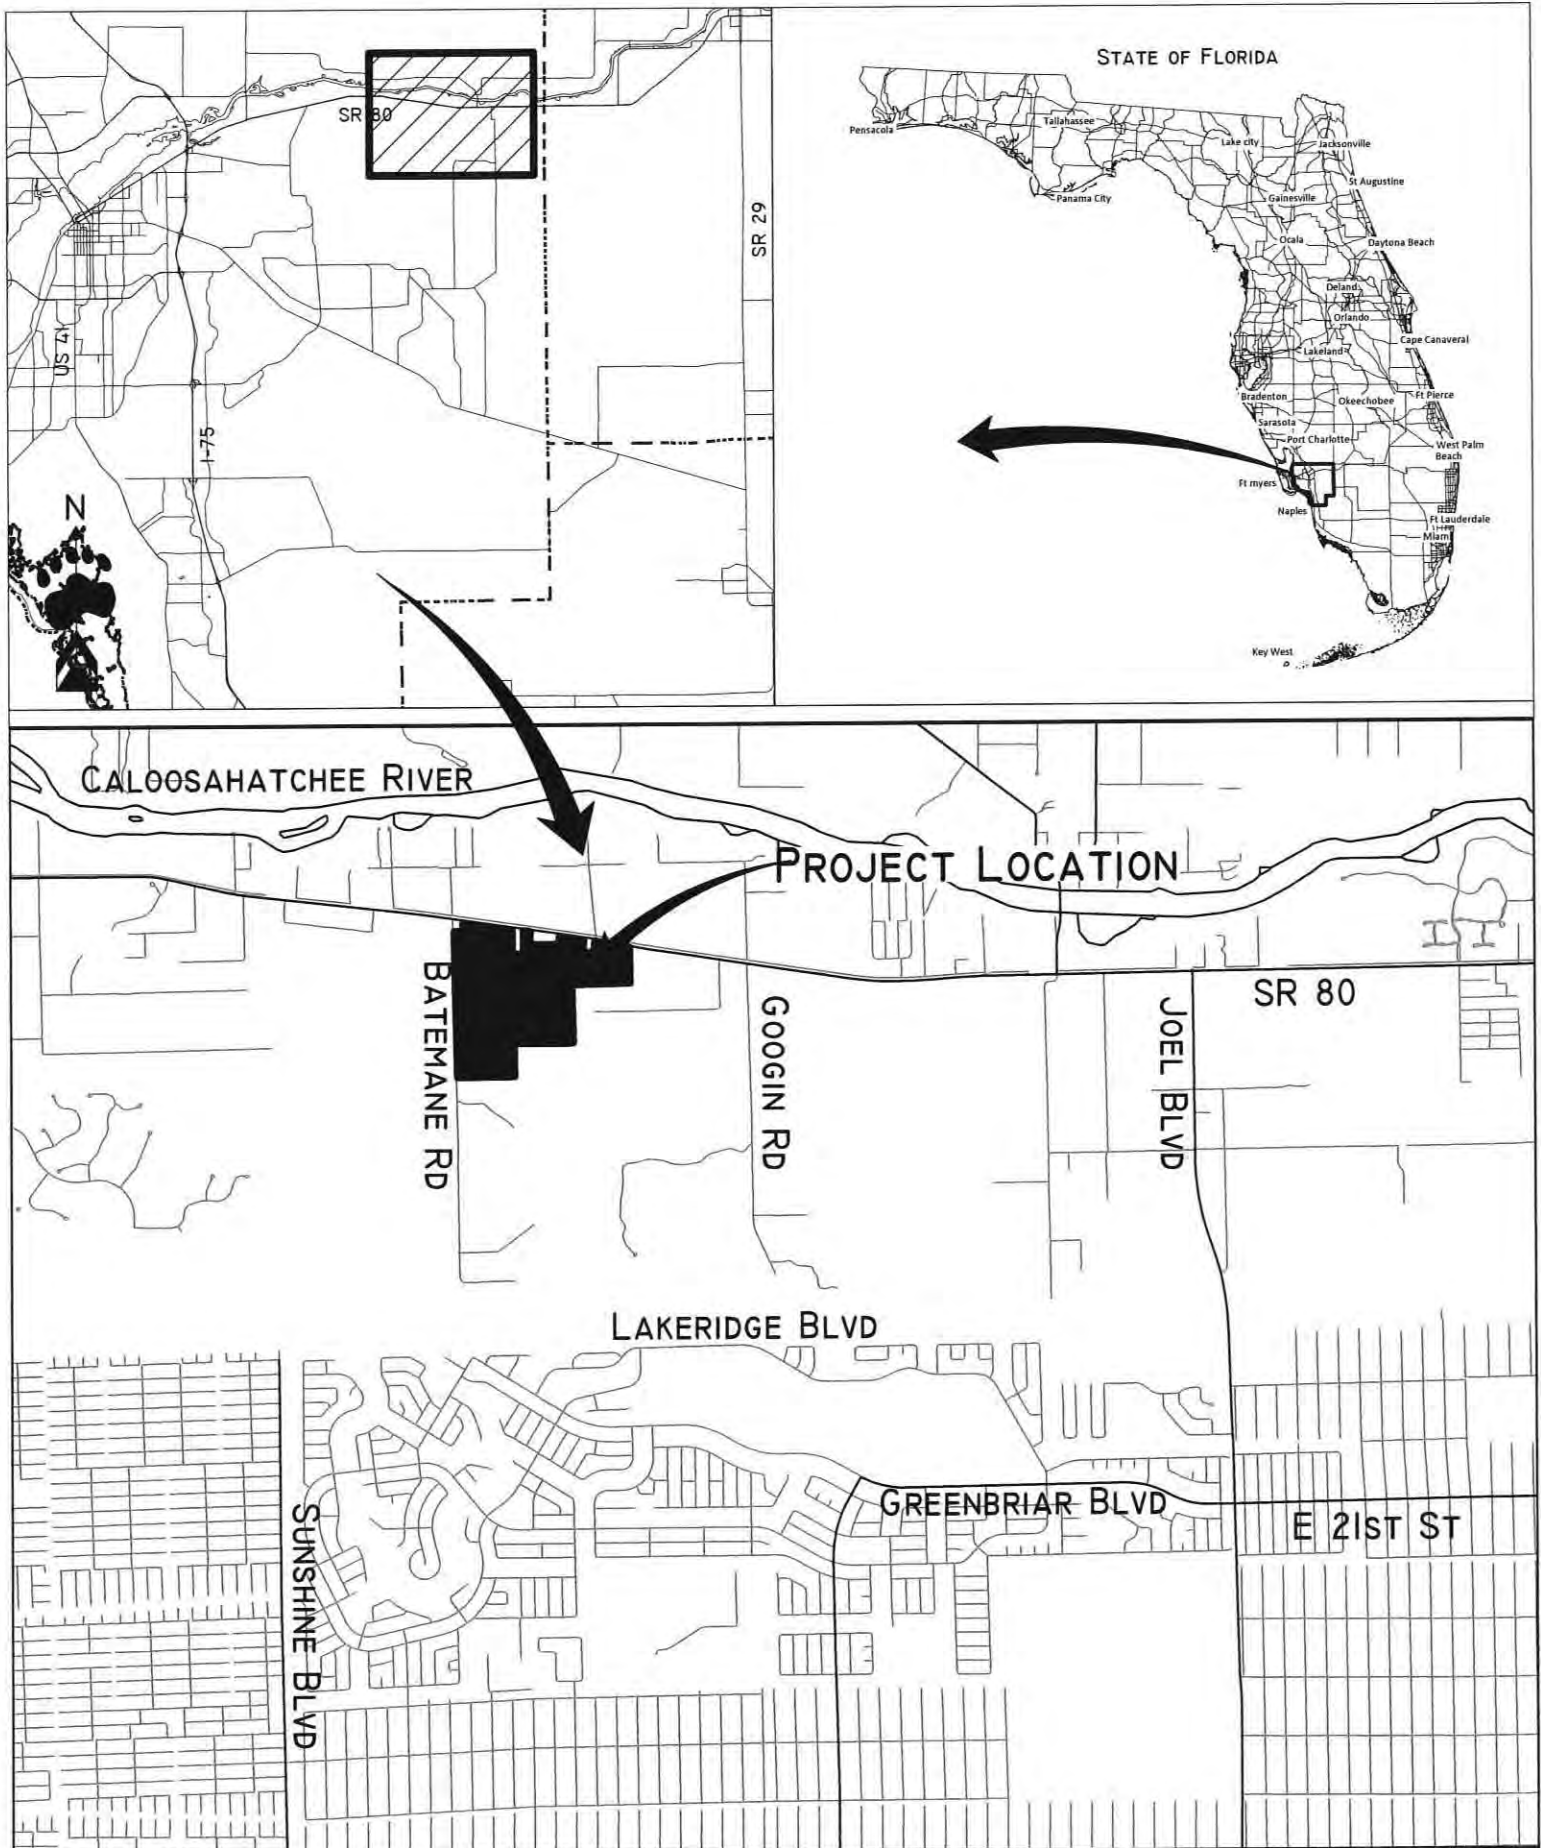 SR 80
SR 29
US 41
I-75
N
STATE OF FLORIDA
Pensacola
Tallahassee
Lake city
Jacksonville
St Augustine
Panama City
Gainesville
Ocala
Daytona Beach
Deland
Orlando
Cape Canaveral
Lakeland
Bradenton
Okeechobee
Ft Pierce
Sarasota
Port Charlotte
West Palm
Beach
Ft myers
Naples
Ft Lauderdale
Miami
Key West
CALOOSAHATCHEE RIVER
PROJECT LOCATION
BATEMANE RD
GOOGIN RD
JOEL BLVD
SR 80
LAKERIDGE BLVD
SUNSHINE BLVD
GREENBRIAR BLVD
E 21ST ST